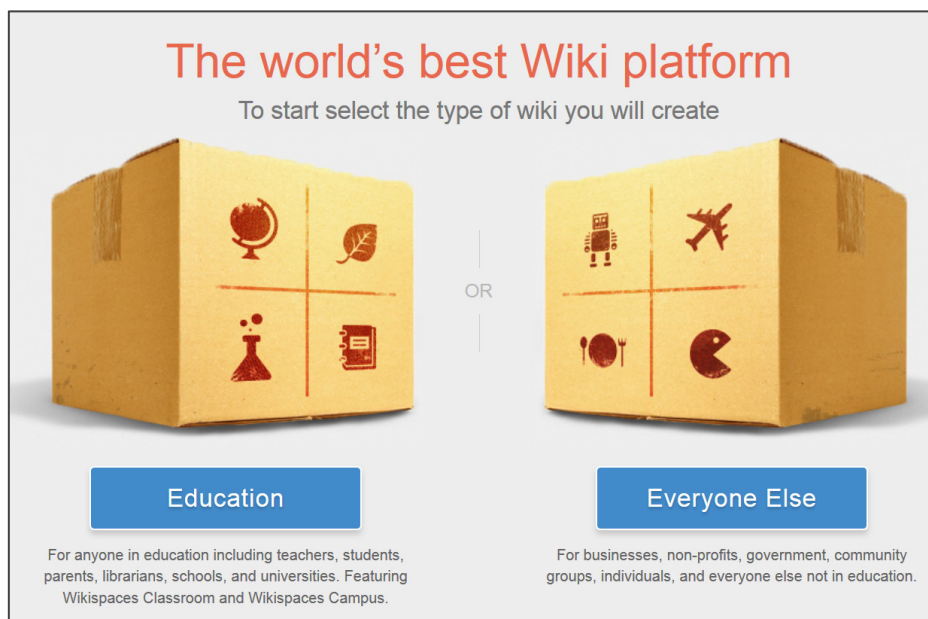 The world's best Wiki platform
To start select the type of wiki you will create
OR
Education
Everyone Else
For anyone in education including teachers, students,
parents, librarians, schools, and universities. Featuring
Wikispaces Classroom and Wikispaces Campus.
For businesses, non-profits, government, community
groups, individuals, and everyone else not in education.